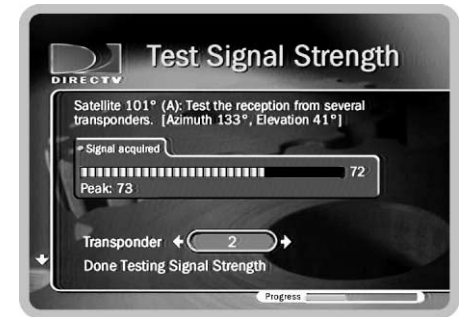 DIRECTV
Test Signal Strength
Satellite 101° (A): Test the reception from several
transponders. [Azimuth 133°, Elevation 41°]
Signal acquired
72
Peak: 73
Transponder 2
Done Testing Signal Strength
Progress